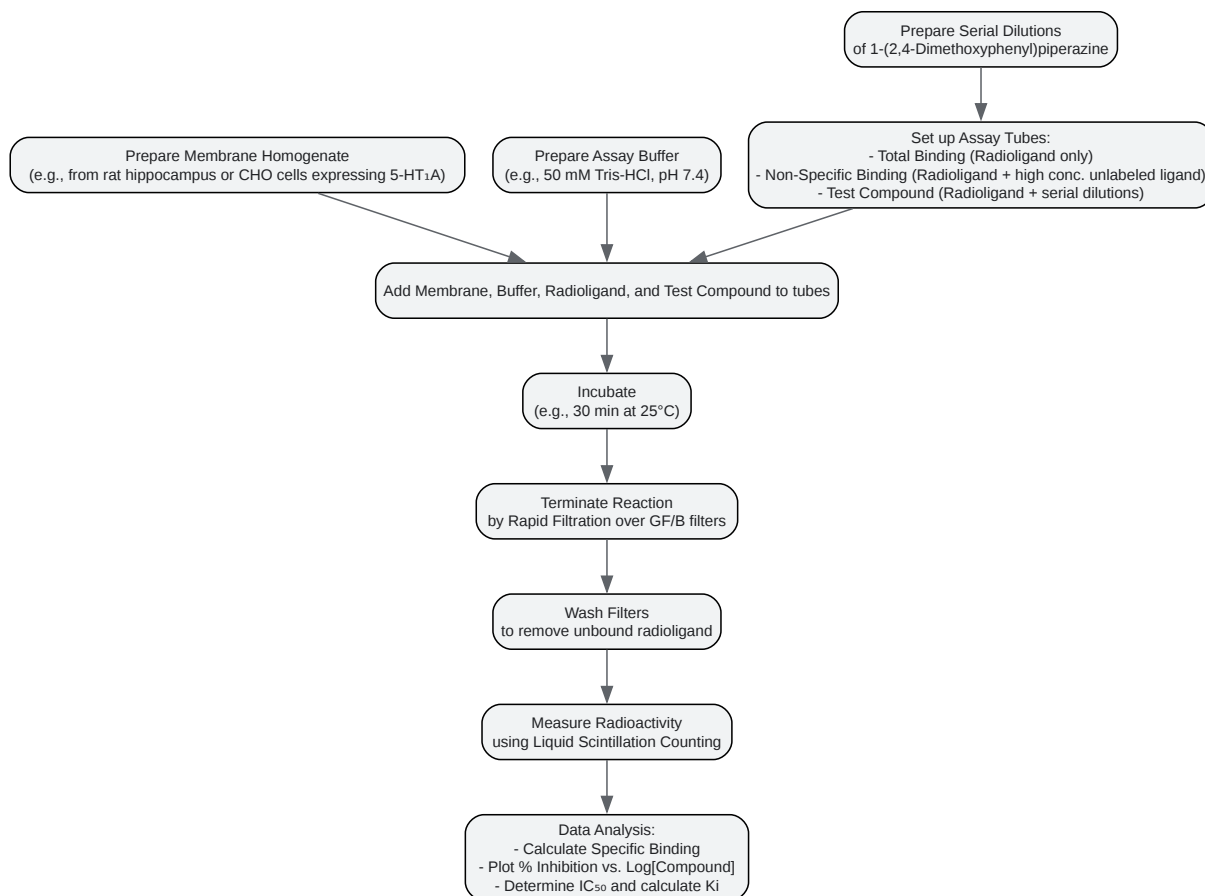 Prepare Serial Dilutions
of 1-(2,4-Dimethoxyphenyl)piperazine
Prepare Membrane Homogenate
(e.g., from rat hippocampus or CHO cells expressing 5-HT₁A)
Prepare Assay Buffer
(e.g., 50 mM Tris-HCl, pH 7.4)
Set up Assay Tubes:
- Total Binding (Radioligand only)
- Non-Specific Binding (Radioligand + high conc. unlabeled ligand)
- Test Compound (Radioligand + serial dilutions)
Add Membrane, Buffer, Radioligand, and Test Compound to tubes
Incubate
(e.g., 30 min at 25°C)
Terminate Reaction
by Rapid Filtration over GF/B filters
Wash Filters
to remove unbound radioligand
Measure Radioactivity
using Liquid Scintillation Counting
Data Analysis:
- Calculate Specific Binding
- Plot % Inhibition vs. Log[Compound]
- Determine IC₅₀ and calculate Ki